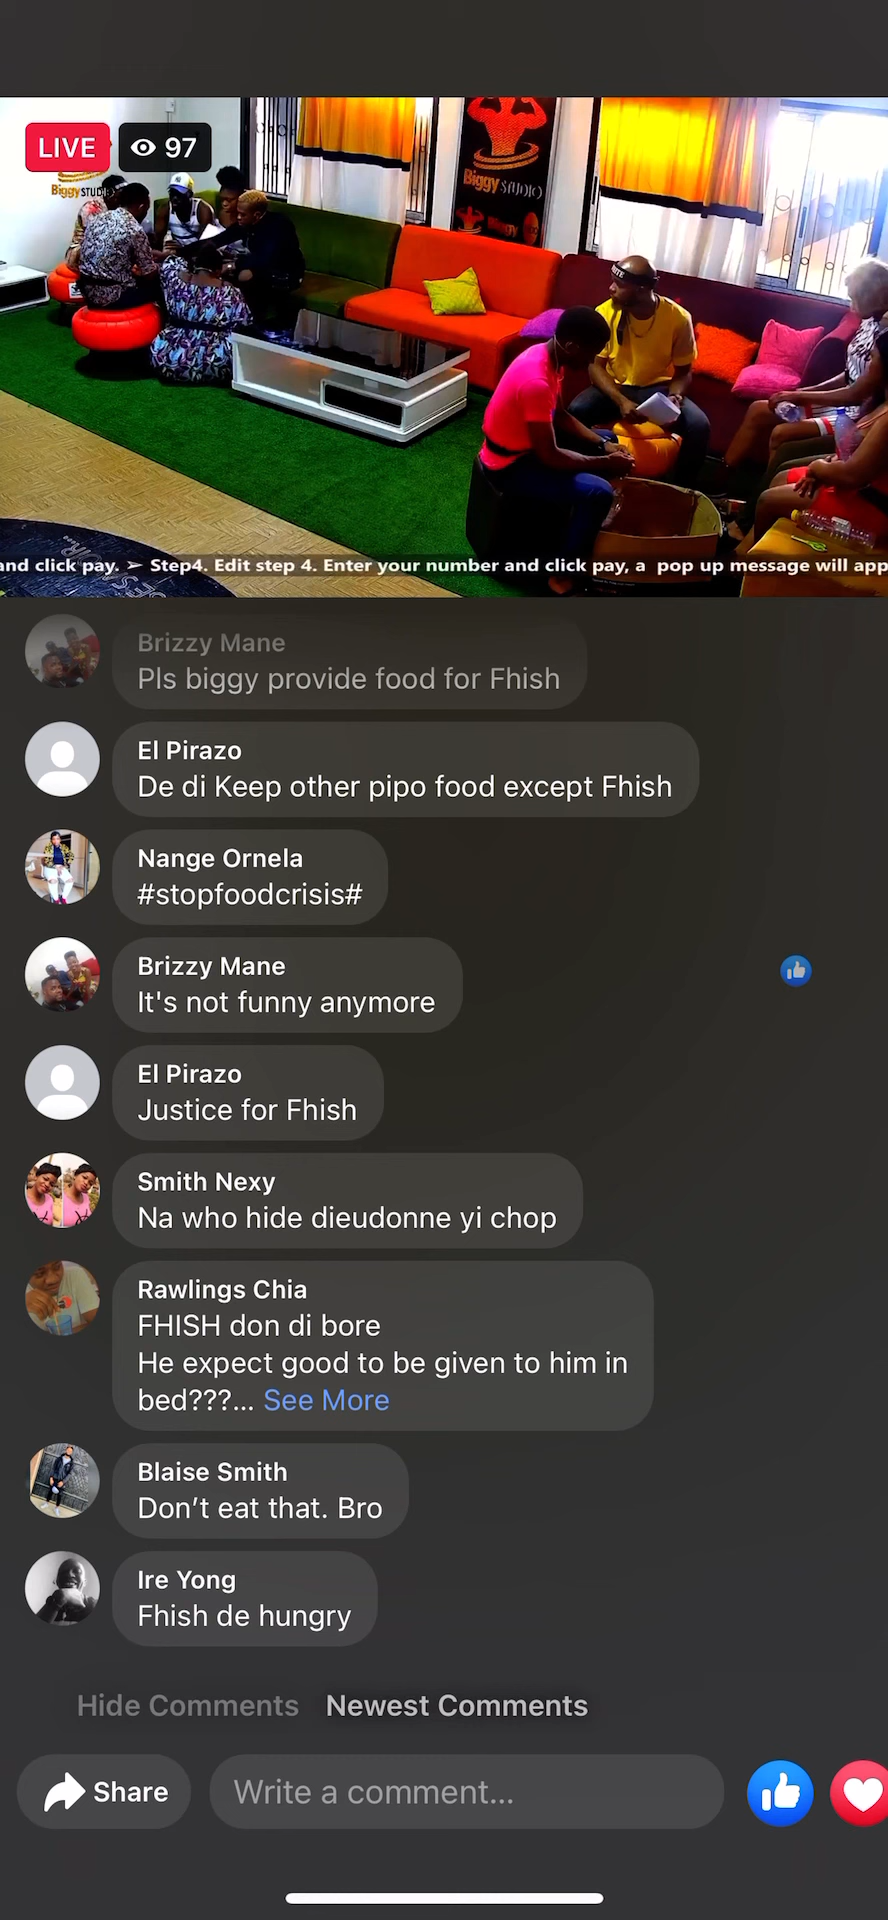 LIVE
97
Biggy STUDIO
Biggy STUDIO
Biggy
and click pay. ➢ Step4. Edit step 4. Enter your number and click pay, a pop up message will app
Brizzy Mane
Pls biggy provide food for Fhish
El Pirazo
De di Keep other pipo food except Fhish
Nange Ornela
#stopfoodcrisis#
Brizzy Mane
It's not funny anymore
El Pirazo
Justice for Fhish
Smith Nexy
Na who hide dieudonne yi chop
Rawlings Chia
FHISH don di bore
He expect good to be given to him in
bed???... See More
Blaise Smith
Don’t eat that. Bro
Ire Yong
Fhish de hungry
Hide Comments Newest Comments
Share
Write a comment...